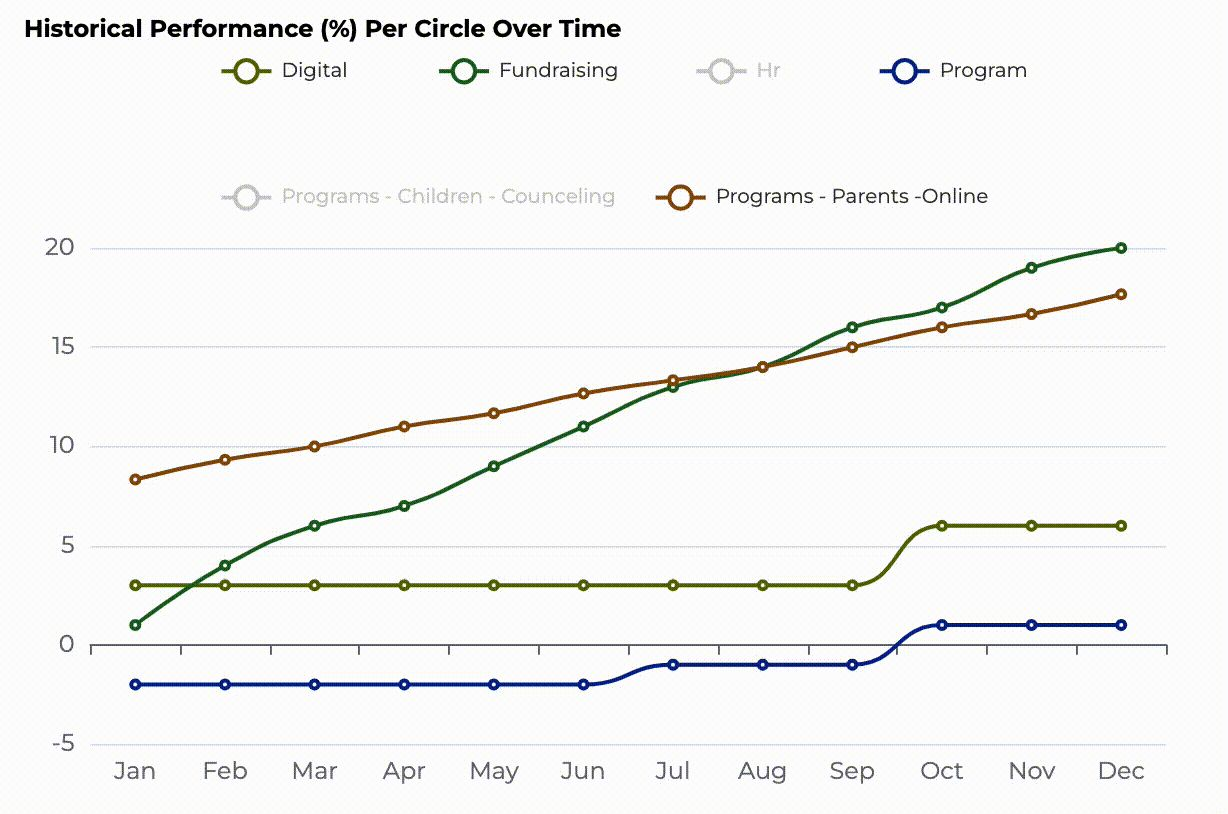 Historical Performance (%) Per Circle Over Time
Digital Fundraising Hr Program
Programs - Children - Counceling Programs - Parents -Online
20
15
10
5
0
-5
Jan Feb Mar Apr May Jun Jul Aug Sep Oct Nov Dec